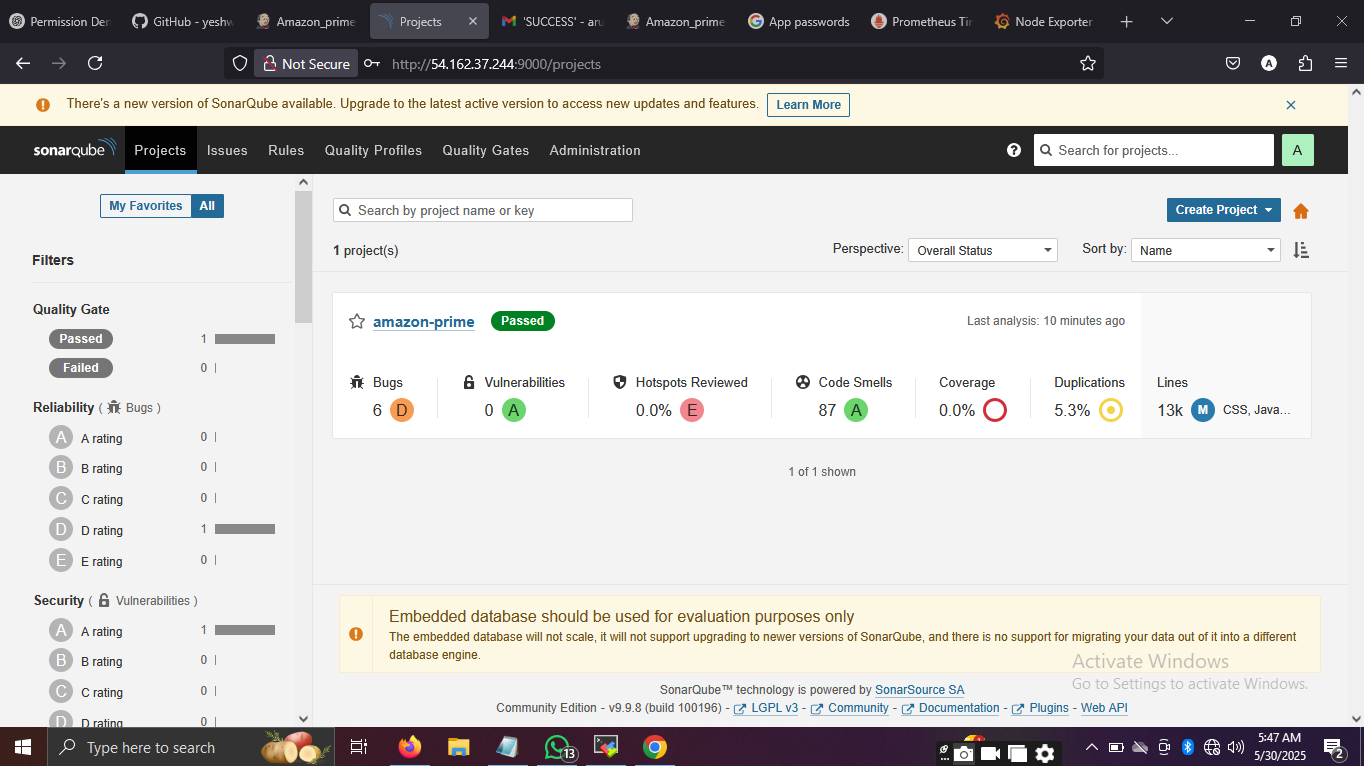 Permission Der
GitHub - yeshw
Amazon_prime
Projects
'SUCCESS' - aru
Amazon_prime
App passwords
Prometheus Tim
Node Exporter
Not Secure
http://54.162.37.244:9000/projects
There's a new version of SonarQube available. Upgrade to the latest active version to access new updates and features. Learn More
sonarqube Projects Issues Rules Quality Profiles Quality Gates Administration
Search for projects...
A
My Favorites All
Search by project name or key
Create Project
1 project(s)
Perspective: Overall Status
Sort by: Name
Filters
Quality Gate
Passed 1
Failed 0
Reliability ( Bugs )
A A rating 0
B B rating 0
C C rating 0
D D rating 1
E E rating 0
Security ( Vulnerabilities )
A A rating 1
B B rating 0
C C rating 0
D D rating 0
amazon-prime Passed
Last analysis: 10 minutes ago
Bugs Vulnerabilities Hotspots Reviewed Code Smells Coverage Duplications Lines
6 D 0 A 0.0% E 87 A 0.0% 5.3% 13k M CSS, Java...
1 of 1 shown
Embedded database should be used for evaluation purposes only
The embedded database will not scale, it will not support upgrading to newer versions of SonarQube, and there is no support for migrating your data out of it into a different
database engine.
Activate Windows
Go to Settings to activate Windows.
SonarQube™ technology is powered by SonarSource SA
Community Edition - v9.9.8 (build 100196) - LGPL v3 - Community - Documentation - Plugins - Web API
Type here to search
13
5:47 AM
5/30/2025
2